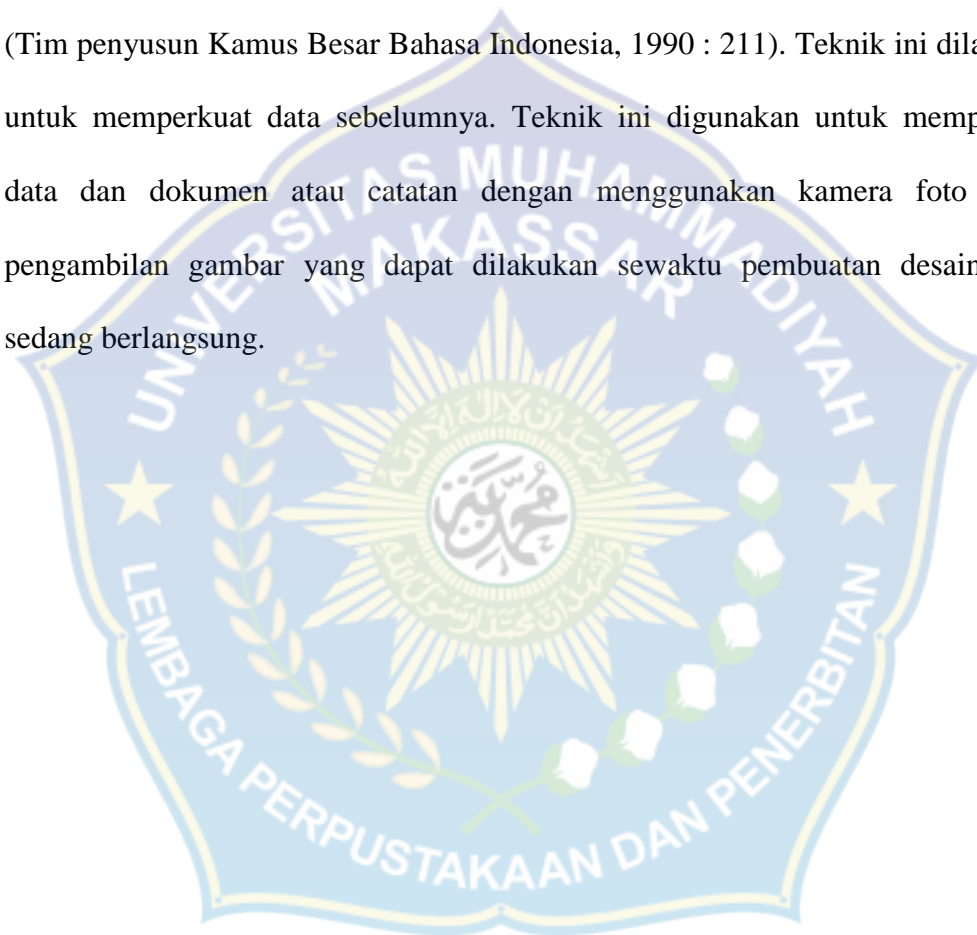 (Tim penyusun Kamus Besar Bahasa Indonesia, 1990 : 211). Teknik ini dila
untuk memperkuat data sebelumnya. Teknik ini digunakan untuk memp
data dan dokumen atau catatan dengan menggunakan kamera foto
pengambilan gambar yang dapat dilakukan sewaktu pembuatan desain
sedang berlangsung.
UNIVERSITAS MUHAMMADIYAH
MAKASSAR
LEMBAGA PERPUSTAKAAN DAN PENERBITAN